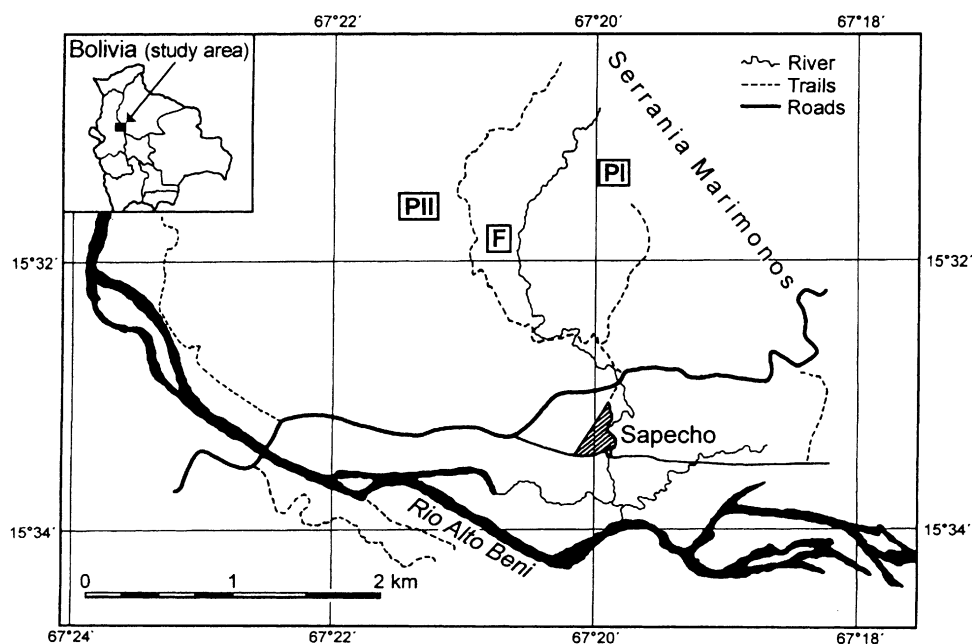 67°22´ 67°20´ 67°18´
Bolivia (study area)
River
Trails
Roads
Serrania Marimonos
PI
PII
F
15°32´ 15°32´
Sapecho
Rio Alto Beni
15°34´ 15°34´
0 1 2 km
67°24´ 67°22´ 67°20´ 67°18´